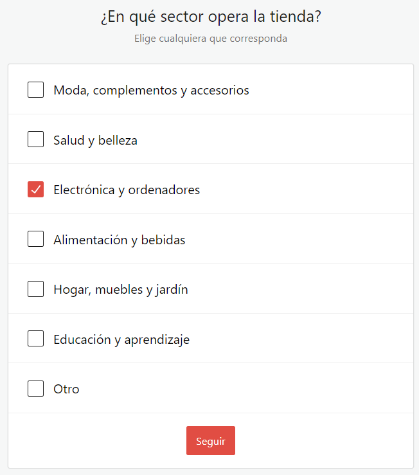 ¿En qué sector opera la tienda?
Elige cualquiera que corresponda
Moda, complementos y accesorios
Salud y belleza
Electrónica y ordenadores
Alimentación y bebidas
Hogar, muebles y jardín
Educación y aprendizaje
Otro
Seguir